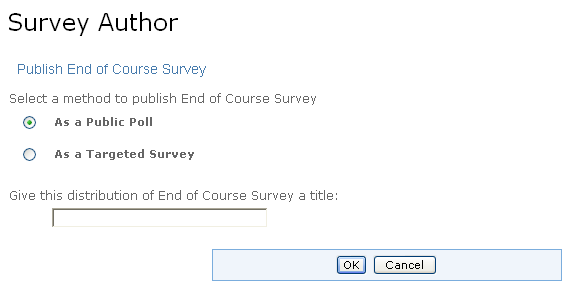 Survey Author
Publish End of Course Survey
Select a method to publish End of Course Survey
As a Public Poll
As a Targeted Survey
Give this distribution of End of Course Survey a title:
OK Cancel